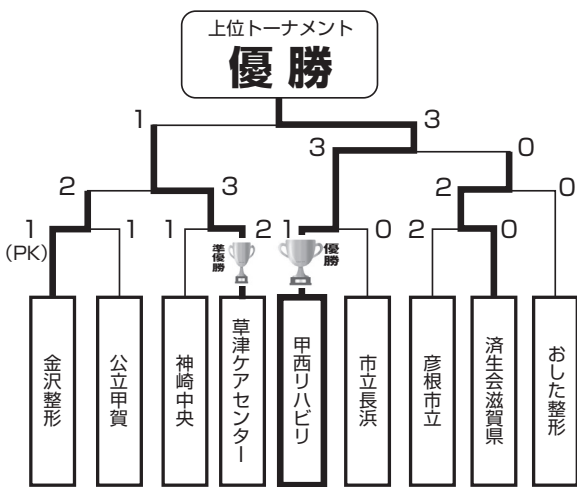 上位トーナメント
優勝
1
3
3
0
2
3
2
0
1
(PK)
1
1
2
1
0
2
0
準優勝
優勝
金沢整形
公立甲賀
神崎中央
草津ケアセンター
甲西リハビリ
市立長浜
彦根市立
済生会滋賀県
おした整形